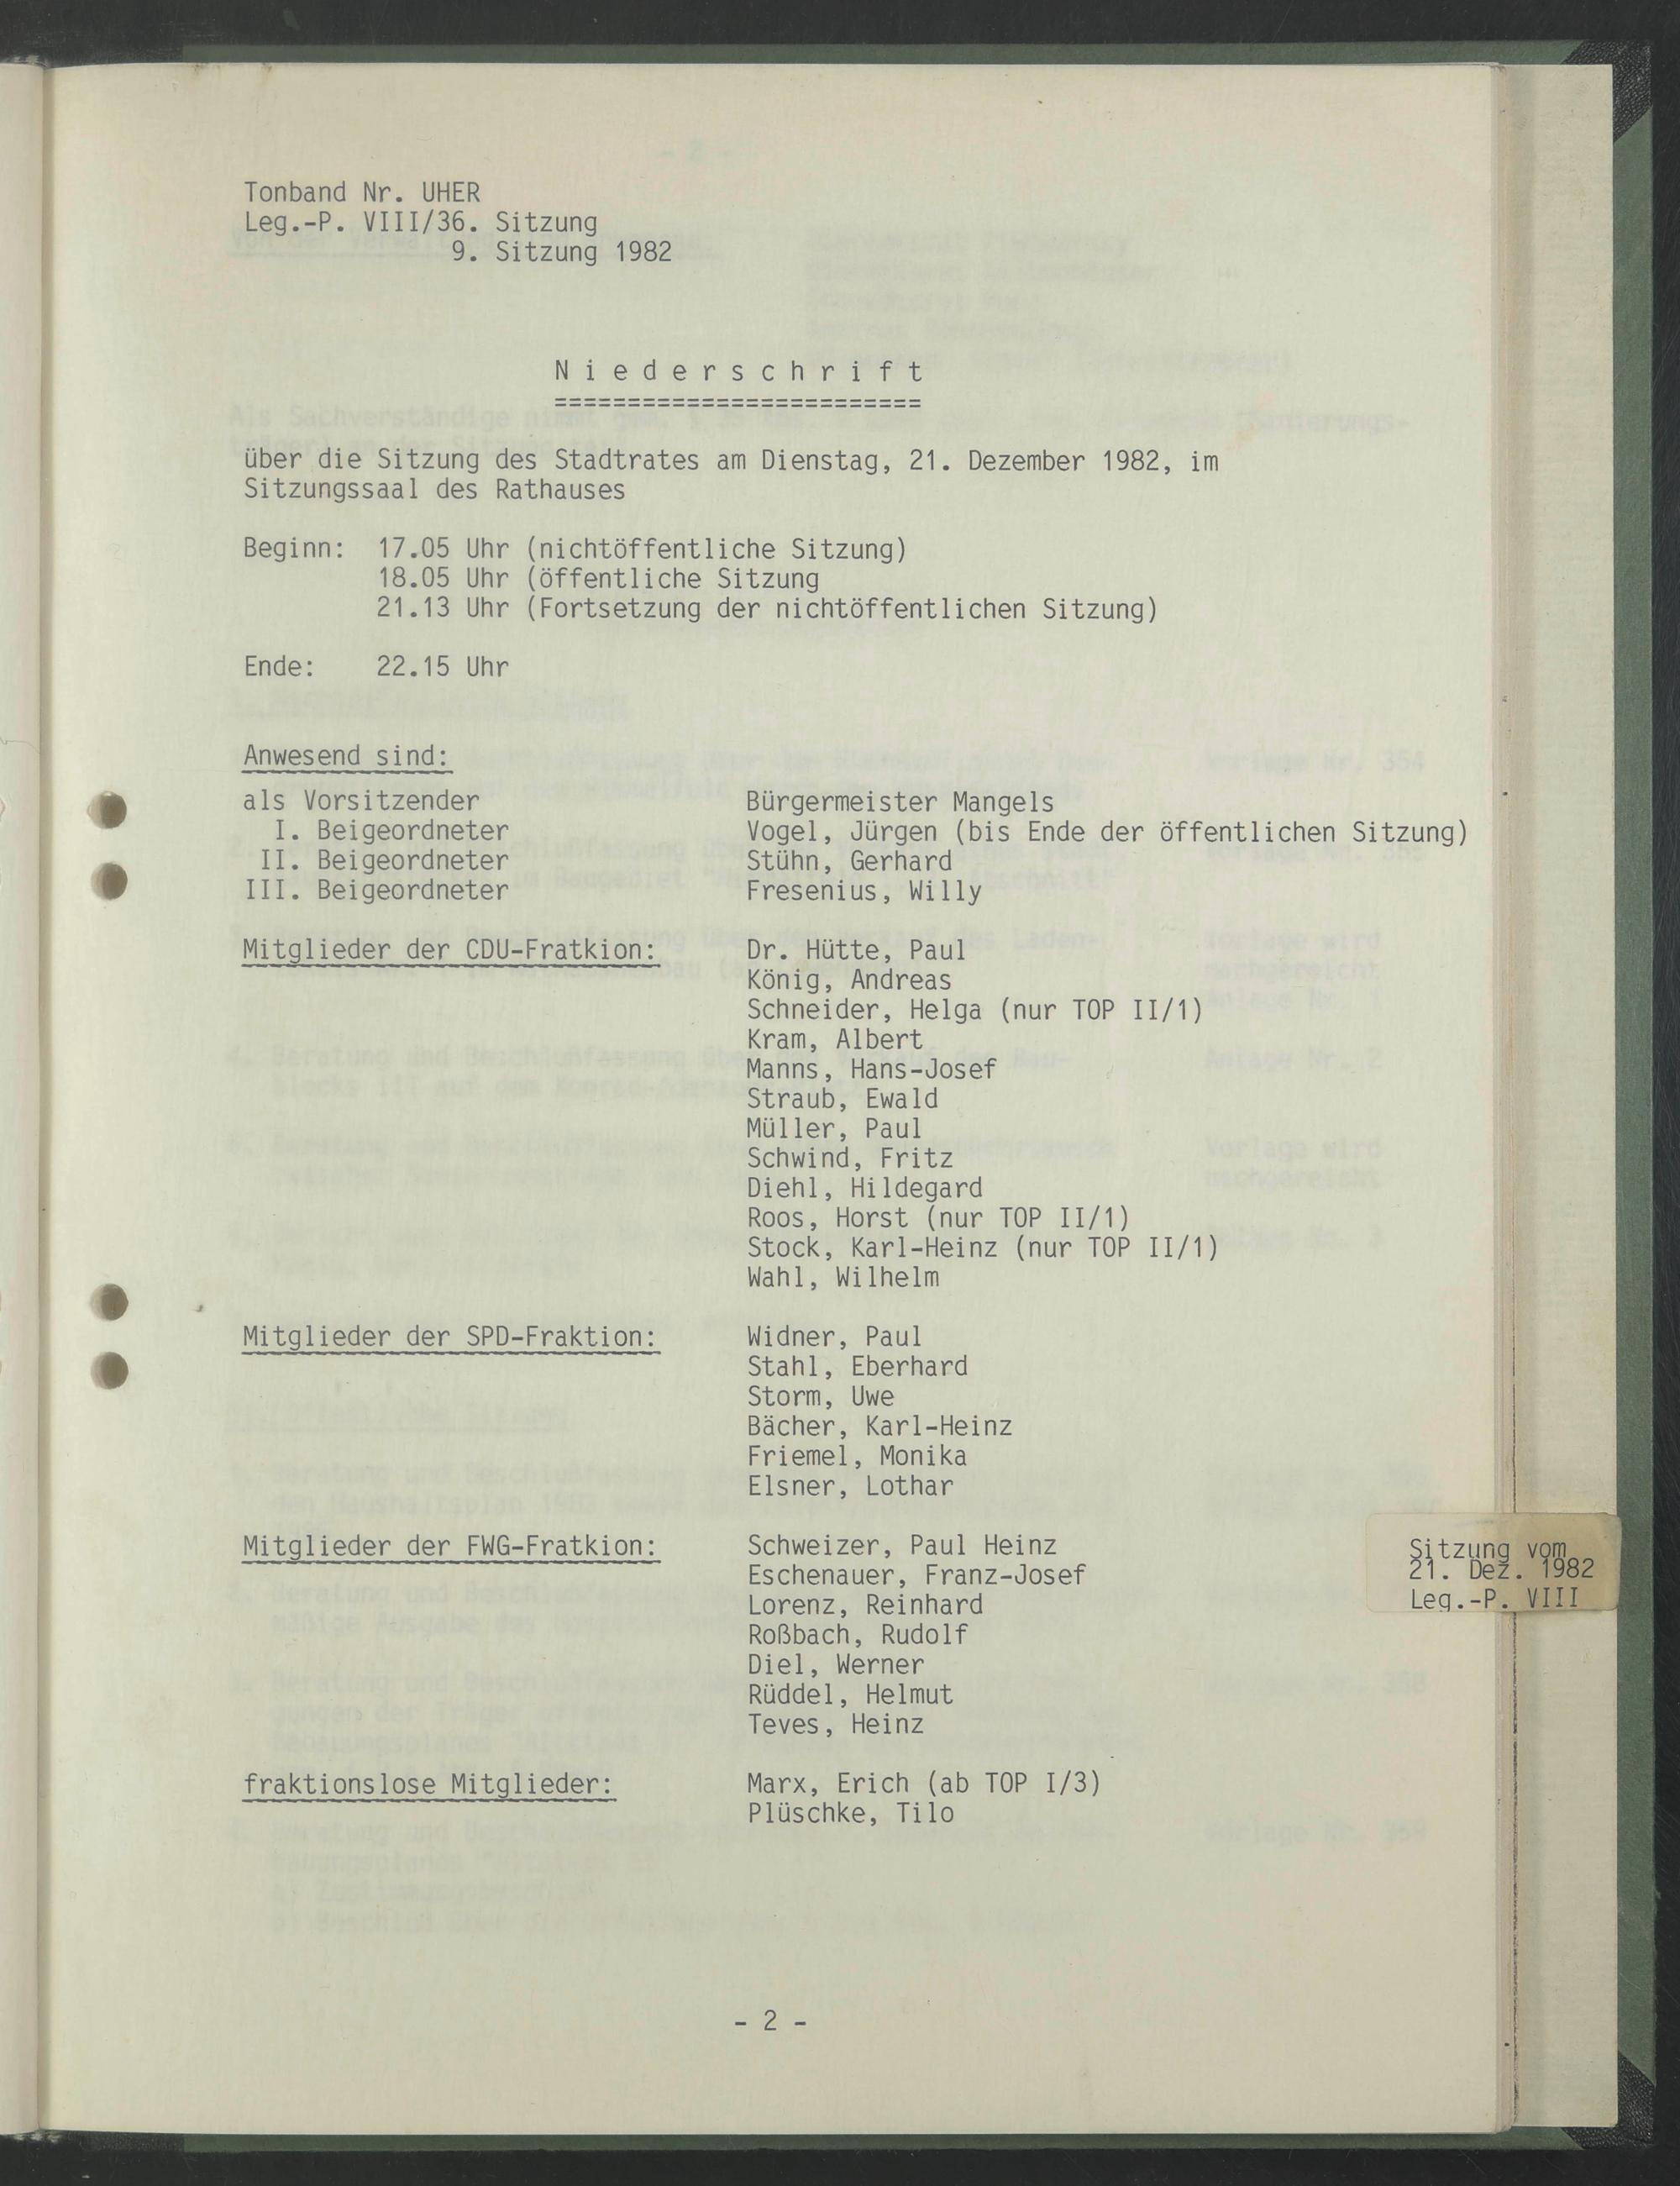 Tonband Nr. UHER
Leg.-P. VIII/36. Sitzung
9. Sitzung 1982
N i e d e r s c h r i f t
=========================
über die Sitzung des Stadtrates am Dienstag, 21. Dezember 1982, im
Sitzungssaal des Rathauses
Beginn: 17.05 Uhr (nichtöffentliche Sitzung)
18.05 Uhr (öffentliche Sitzung
21.13 Uhr (Fortsetzung der nichtöffentlichen Sitzung)
Ende: 22.15 Uhr
Anwesend sind:
als Vorsitzender Bürgermeister Mangels
I. Beigeordneter Vogel, Jürgen (bis Ende der öffentlichen Sitzung)
II. Beigeordneter Stühn, Gerhard
III. Beigeordneter Fresenius, Willy
Mitglieder der CDU-Fratkion: Dr. Hütte, Paul
König, Andreas
Schneider, Helga (nur TOP II/1)
Kram, Albert
Manns, Hans-Josef
Straub, Ewald
Müller, Paul
Schwind, Fritz
Diehl, Hildegard
Roos, Horst (nur TOP II/1)
Stock, Karl-Heinz (nur TOP II/1)
Wahl, Wilhelm
Mitglieder der SPD-Fraktion: Widner, Paul
Stahl, Eberhard
Storm, Uwe
Bächer, Karl-Heinz
Friemel, Monika
Elsner, Lothar
Mitglieder der FWG-Fratkion: Schweizer, Paul Heinz
Eschenauer, Franz-Josef
Lorenz, Reinhard
Roßbach, Rudolf
Diel, Werner
Rüddel, Helmut
Teves, Heinz
fraktionslose Mitglieder: Marx, Erich (ab TOP I/3)
Plüschke, Tilo
- 2 -
Sitzung vom
21. Dez. 1982
Leg.-P. VIII